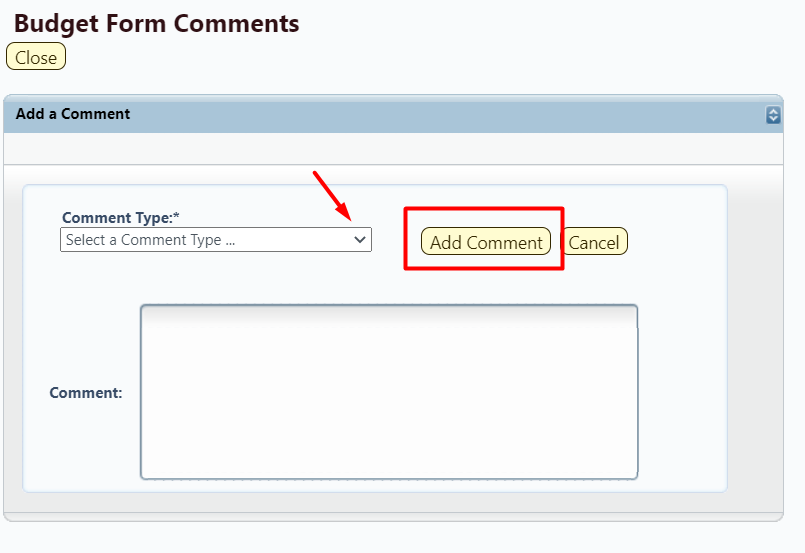 Budget Form Comments
Close
Add a Comment
Comment Type:*
Select a Comment Type ...
Add Comment
Cancel
Comment: